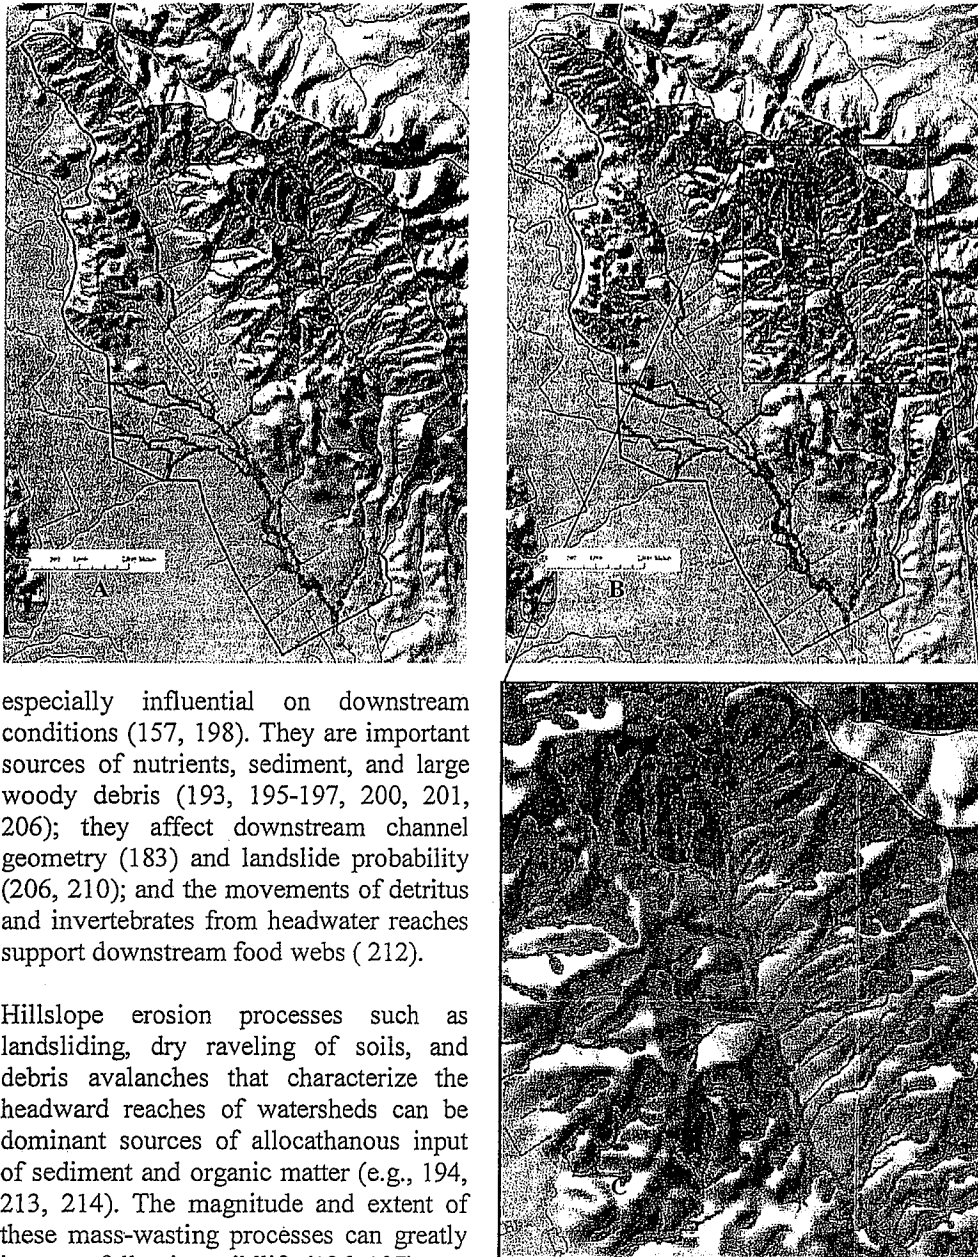 A
B
especially influential on downstream
conditions (157, 198). They are important
sources of nutrients, sediment, and large
woody debris (193, 195-197, 200, 201,
206); they affect downstream channel
geometry (183) and landslide probability
(206, 210); and the movements of detritus
and invertebrates from headwater reaches
support downstream food webs ( 212).
Hillslope erosion processes such as
landsliding, dry raveling of soils, and
debris avalanches that characterize the
headward reaches of watersheds can be
dominant sources of allocathanous input
of sediment and organic matter (e.g., 194,
213, 214). The magnitude and extent of
these mass-wasting processes can greatly
C